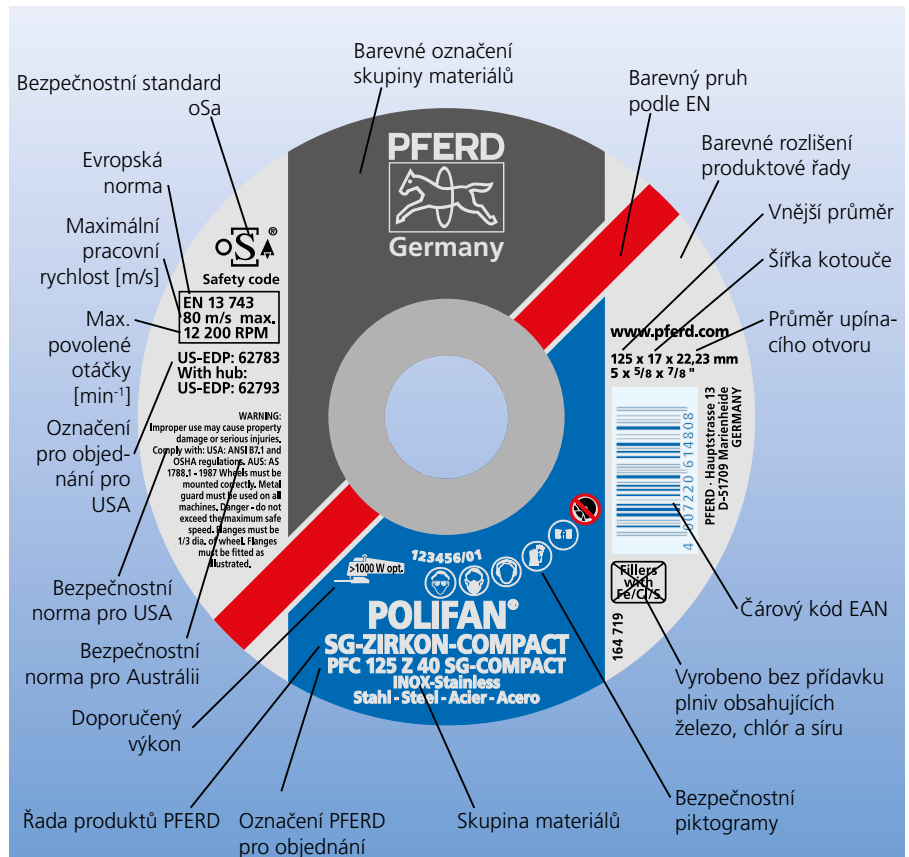 Barevné označení
skupiny materiálů
Bezpečnostní standard
oSa
Barevný pruh
podle EN
Evropská
norma
Barevné rozlišení
produktové řady
Maximální
pracovní
rychlost [m/s]
Vnější průměr
Šířka kotouče
Max.
povolené
otáčky
[min-1]
Průměr upína-
cího otvoru
Označení
pro objed-
nání pro
USA
Bezpečnostní
norma pro USA
Bezpečnostní
norma pro Austrálii
Doporučený
výkon
Řada produktů PFERD
Označení PFERD
pro objednání
Skupina materiálů
Bezpečnostní
piktogramy
Vyrobeno bez přídavku
plniv obsahujících
železo, chlór a síru
Čárový kód EAN
PFERD
Germany
oSa®
Safety code
EN 13 743
80 m/s max.
12 200 RPM
US-EDP: 62783
With hub:
US-EDP: 62793
WARNING:
Improper use may cause property
damage or serious injuries.
Comply with: USA: ANSI B7.1 and
OSHA regulations. AUS: AS
1788.1 - 1987 Wheels must be
mounted correctly. Metal
guard must be used on all
machines. Danger - do not
exceed the maximum safe
speed. Flanges must be
1/3 dia. of wheel. Flanges
must be fitted as
illustrated.
www.pferd.com
125 x 17 x 22,23 mm
5 x 5/8 x 7/8 "
4 007220 614808
PFERD · Hauptstrasse 13
D-51709 Marienheide
GERMANY
Fillers
with
Fe/Cl/S
164 719
>1000 W opt.
123456/01
POLIFAN®
SG-ZIRKON-COMPACT
PFC 125 Z 40 SG-COMPACT
INOX-Stainless
Stahl - Steel - Acier - Acero